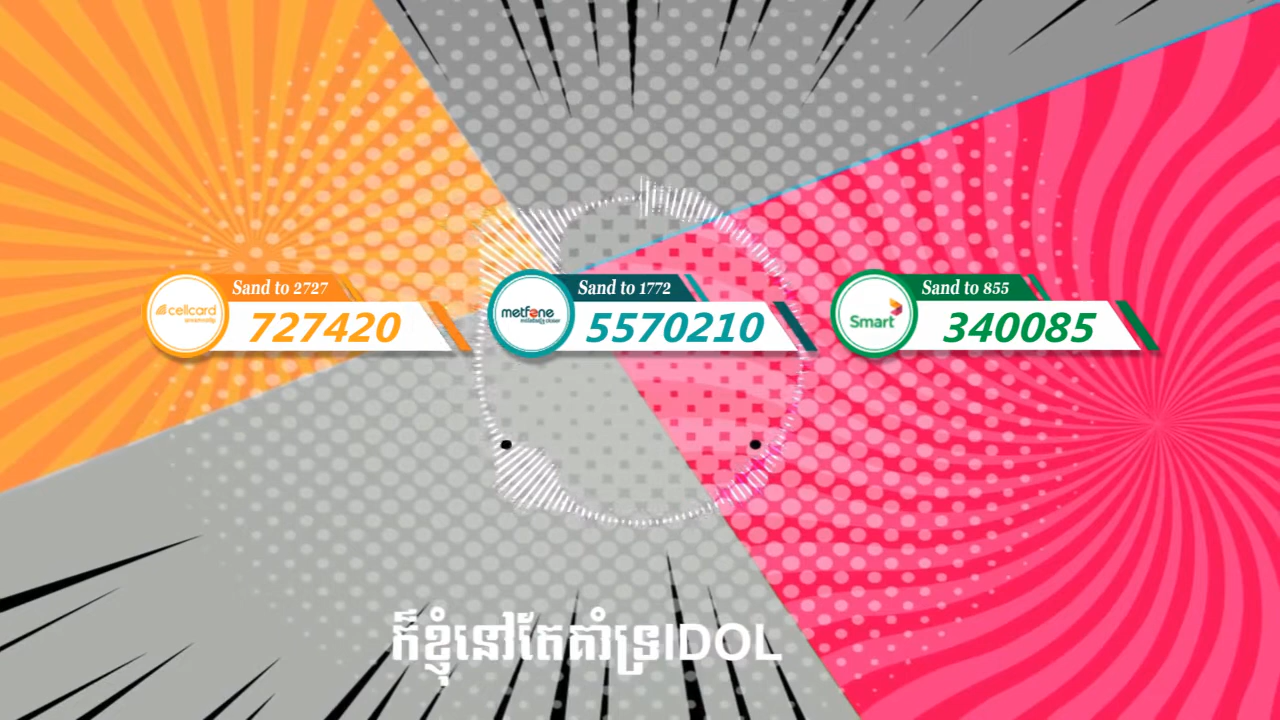 Sand to 2727
cellcard
727420
Sand to 1772
metfone
5570210
Sand to 855
Smart
340085
ក៏ខ្ញុំនៅតែគាំទ្រIDOL